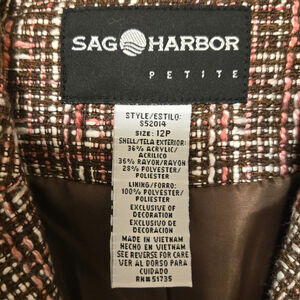 SAG HARBOR
PETITE
STYLE/ESTILO:
S52014
SIZE: 12P
SHELL/TELA EXTERIOR:
36% ACRYLIC/
ACRILICO
36% RAYON/RAYON
28% POLYESTER/
POLIESTER
LINING/FORRO:
100% POLYESTER/
POLIESTER
EXCLUSIVE OF
DECORATION
EXCLUSIVO DE
DECORATION
MADE IN VIETNAM
HECHO EN VIETNAM
SEE REVERSE FOR CARE
VER AL DORSO PARA
CUIDADO
RN#51735